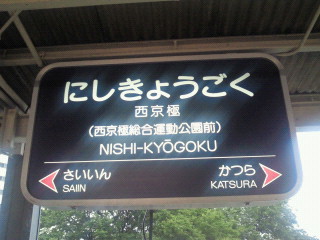 にしきょうごく
西京極
(西京極総合運動公園前)
NISHI-KYŌGOKU
さいいん かつら
SAIIN KATSURA